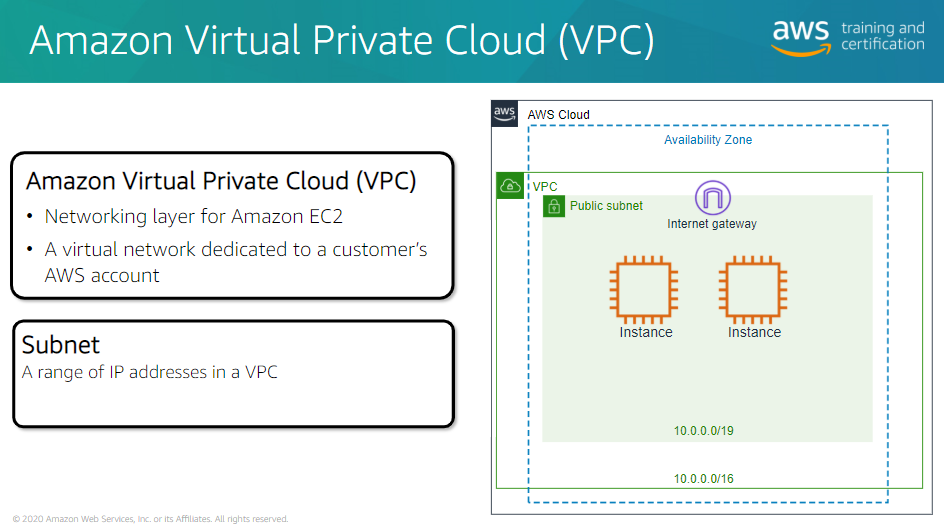 Amazon Virtual Private Cloud (VPC)
aws training and
certification
Amazon Virtual Private Cloud (VPC)
• Networking layer for Amazon EC2
• A virtual network dedicated to a customer's
AWS account
Subnet
A range of IP addresses in a VPC
aws
AWS Cloud
Availability Zone
VPC
Public subnet
Internet gateway
Instance
Instance
10.0.0.0/19
10.0.0.0/16
© 2020 Amazon Web Services, Inc. or its Affiliates. All rights reserved.